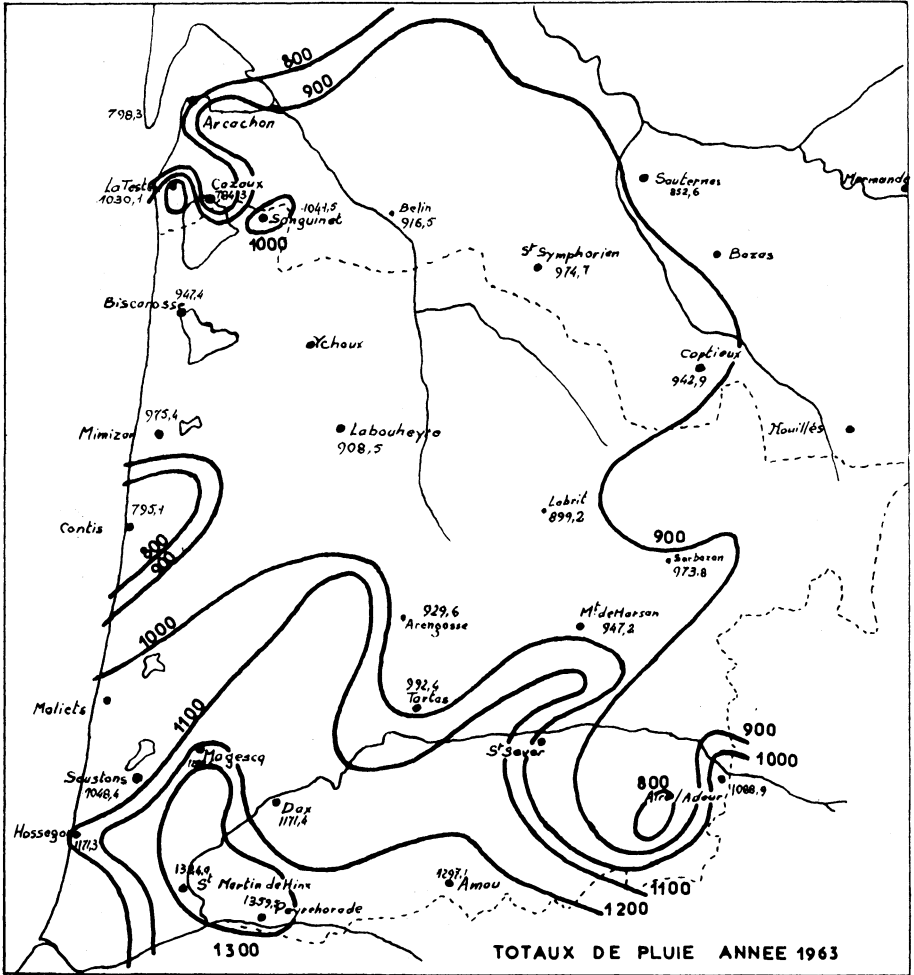 800
900
798,3
Arcachon
La Teste
1030,1
Cazaux
784,3
1041,5
Sanguinet
1000
Belin
916,5
Sauternes
852,6
Marmande
St Symphorien
974,7
Bazas
947,4
Biscarosse
Ychoux
Captieux
942,9
975,4
Mimizan
Labouheyre
908,5
Houillés
795,1
Contis
800
900
Labrit
899,2
900
Sarbazan
973,8
1000
929,6
Arengosse
Mt de Marsan
947,2
992,4
Tartas
Moliets
1100
St Sever
900
1000
Magescq
Soustons
1048,4
800
Aire/Adour
1088,9
Dax
1171,4
Hossegor
1171,3
St Martin de Hinx
1297,1
Amou
1359,5
Peyrehorade
1100
1200
1300
TOTAUX DE PLUIE ANNEE 1963